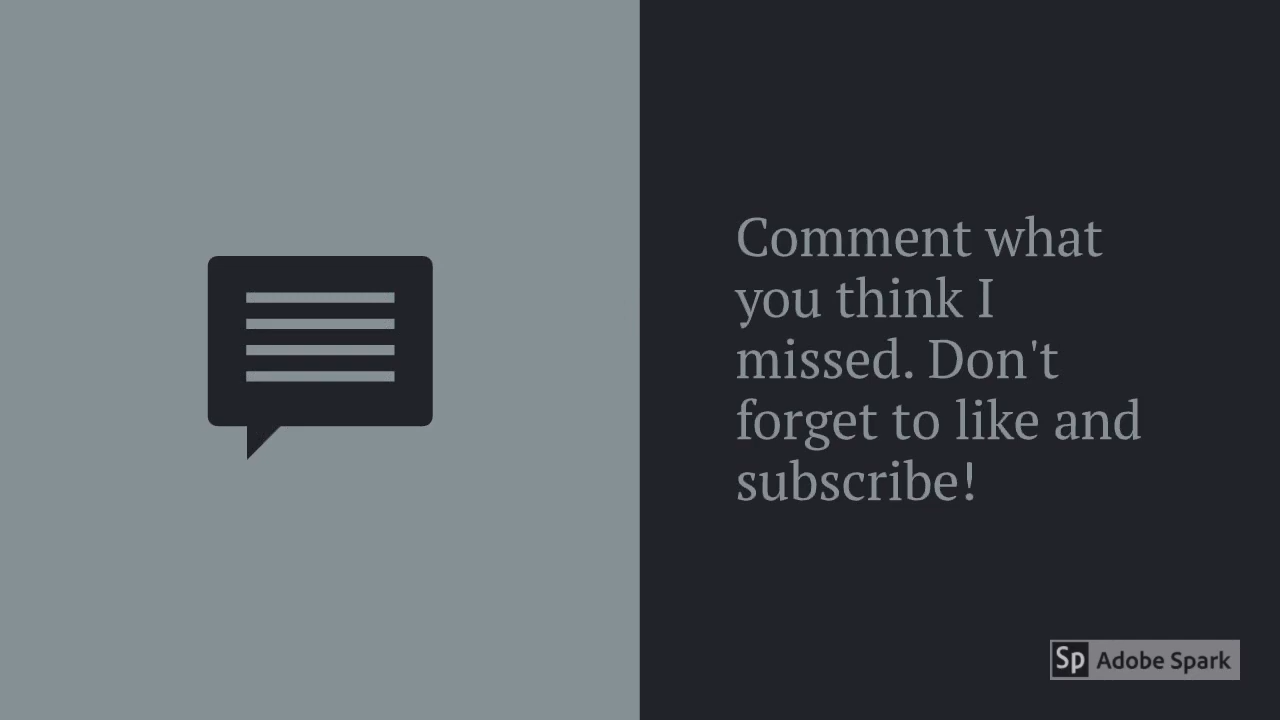 Comment what
you think I
missed. Don't
forget to like and
subscribe!
Sp Adobe Spark